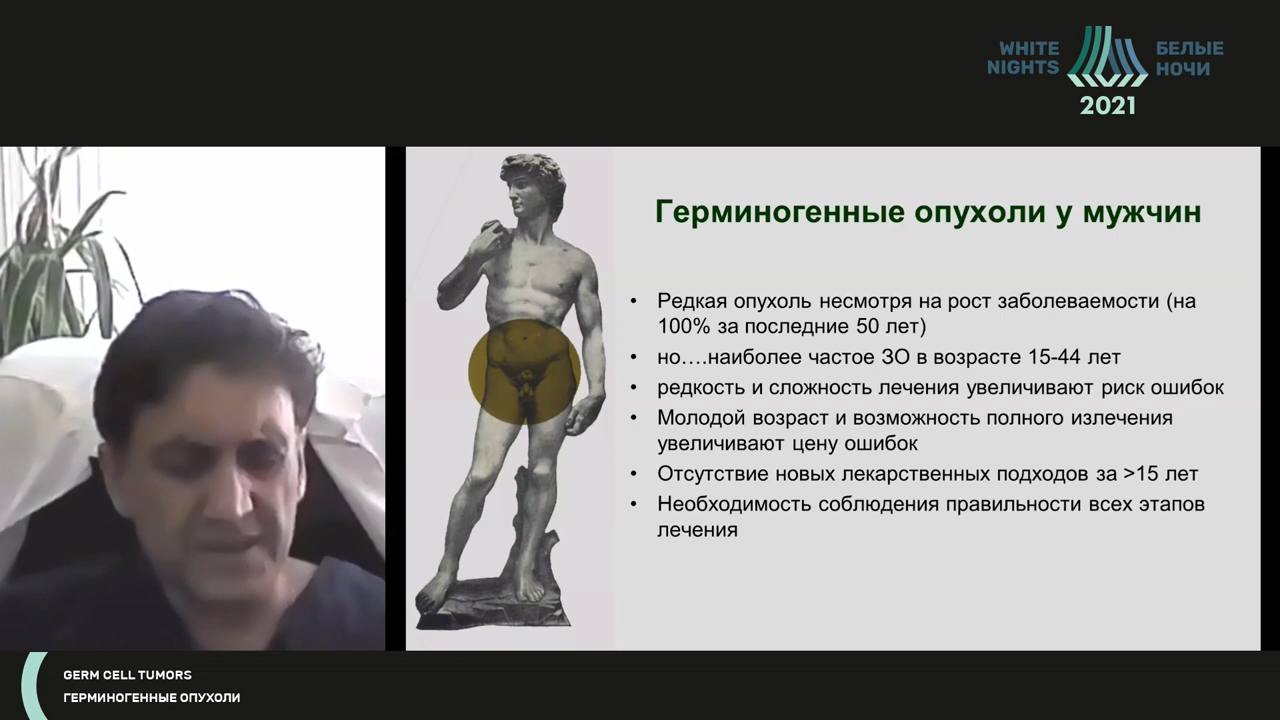 WHITE
NIGHTS
БЕЛЫЕ
НОЧИ
2021
Герминогенные опухоли у мужчин
• Редкая опухоль несмотря на рост заболеваемости (на
100% за последние 50 лет)
• но….наиболее частое ЗО в возрасте 15-44 лет
• редкость и сложность лечения увеличивают риск ошибок
• Молодой возраст и возможность полного излечения
увеличивают цену ошибок
• Отсутствие новых лекарственных подходов за >15 лет
• Необходимость соблюдения правильности всех этапов
лечения
GERM CELL TUMORS
ГЕРМИНОГЕННЫЕ ОПУХОЛИ